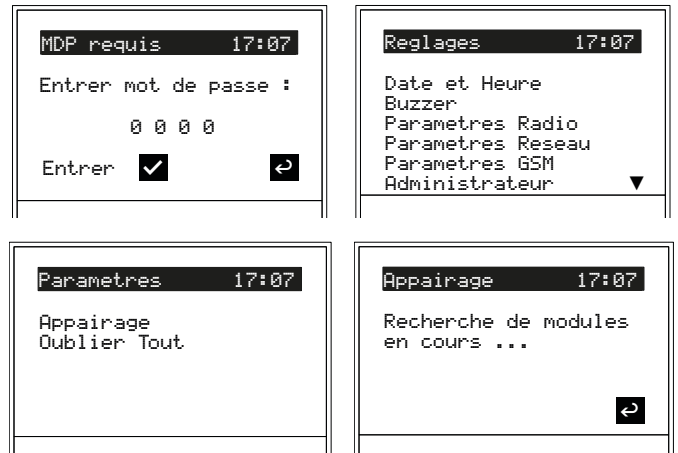 MDP requis 17:07
Entrer mot de passe :
0 0 0 0
Entrer
Reglages 17:07
Date et Heure
Buzzer
Parametres Radio
Parametres Reseau
Parametres GSM
Administrateur
Parametres 17:07
Appairage
Oublier Tout
Appairage 17:07
Recherche de modules
en cours ...